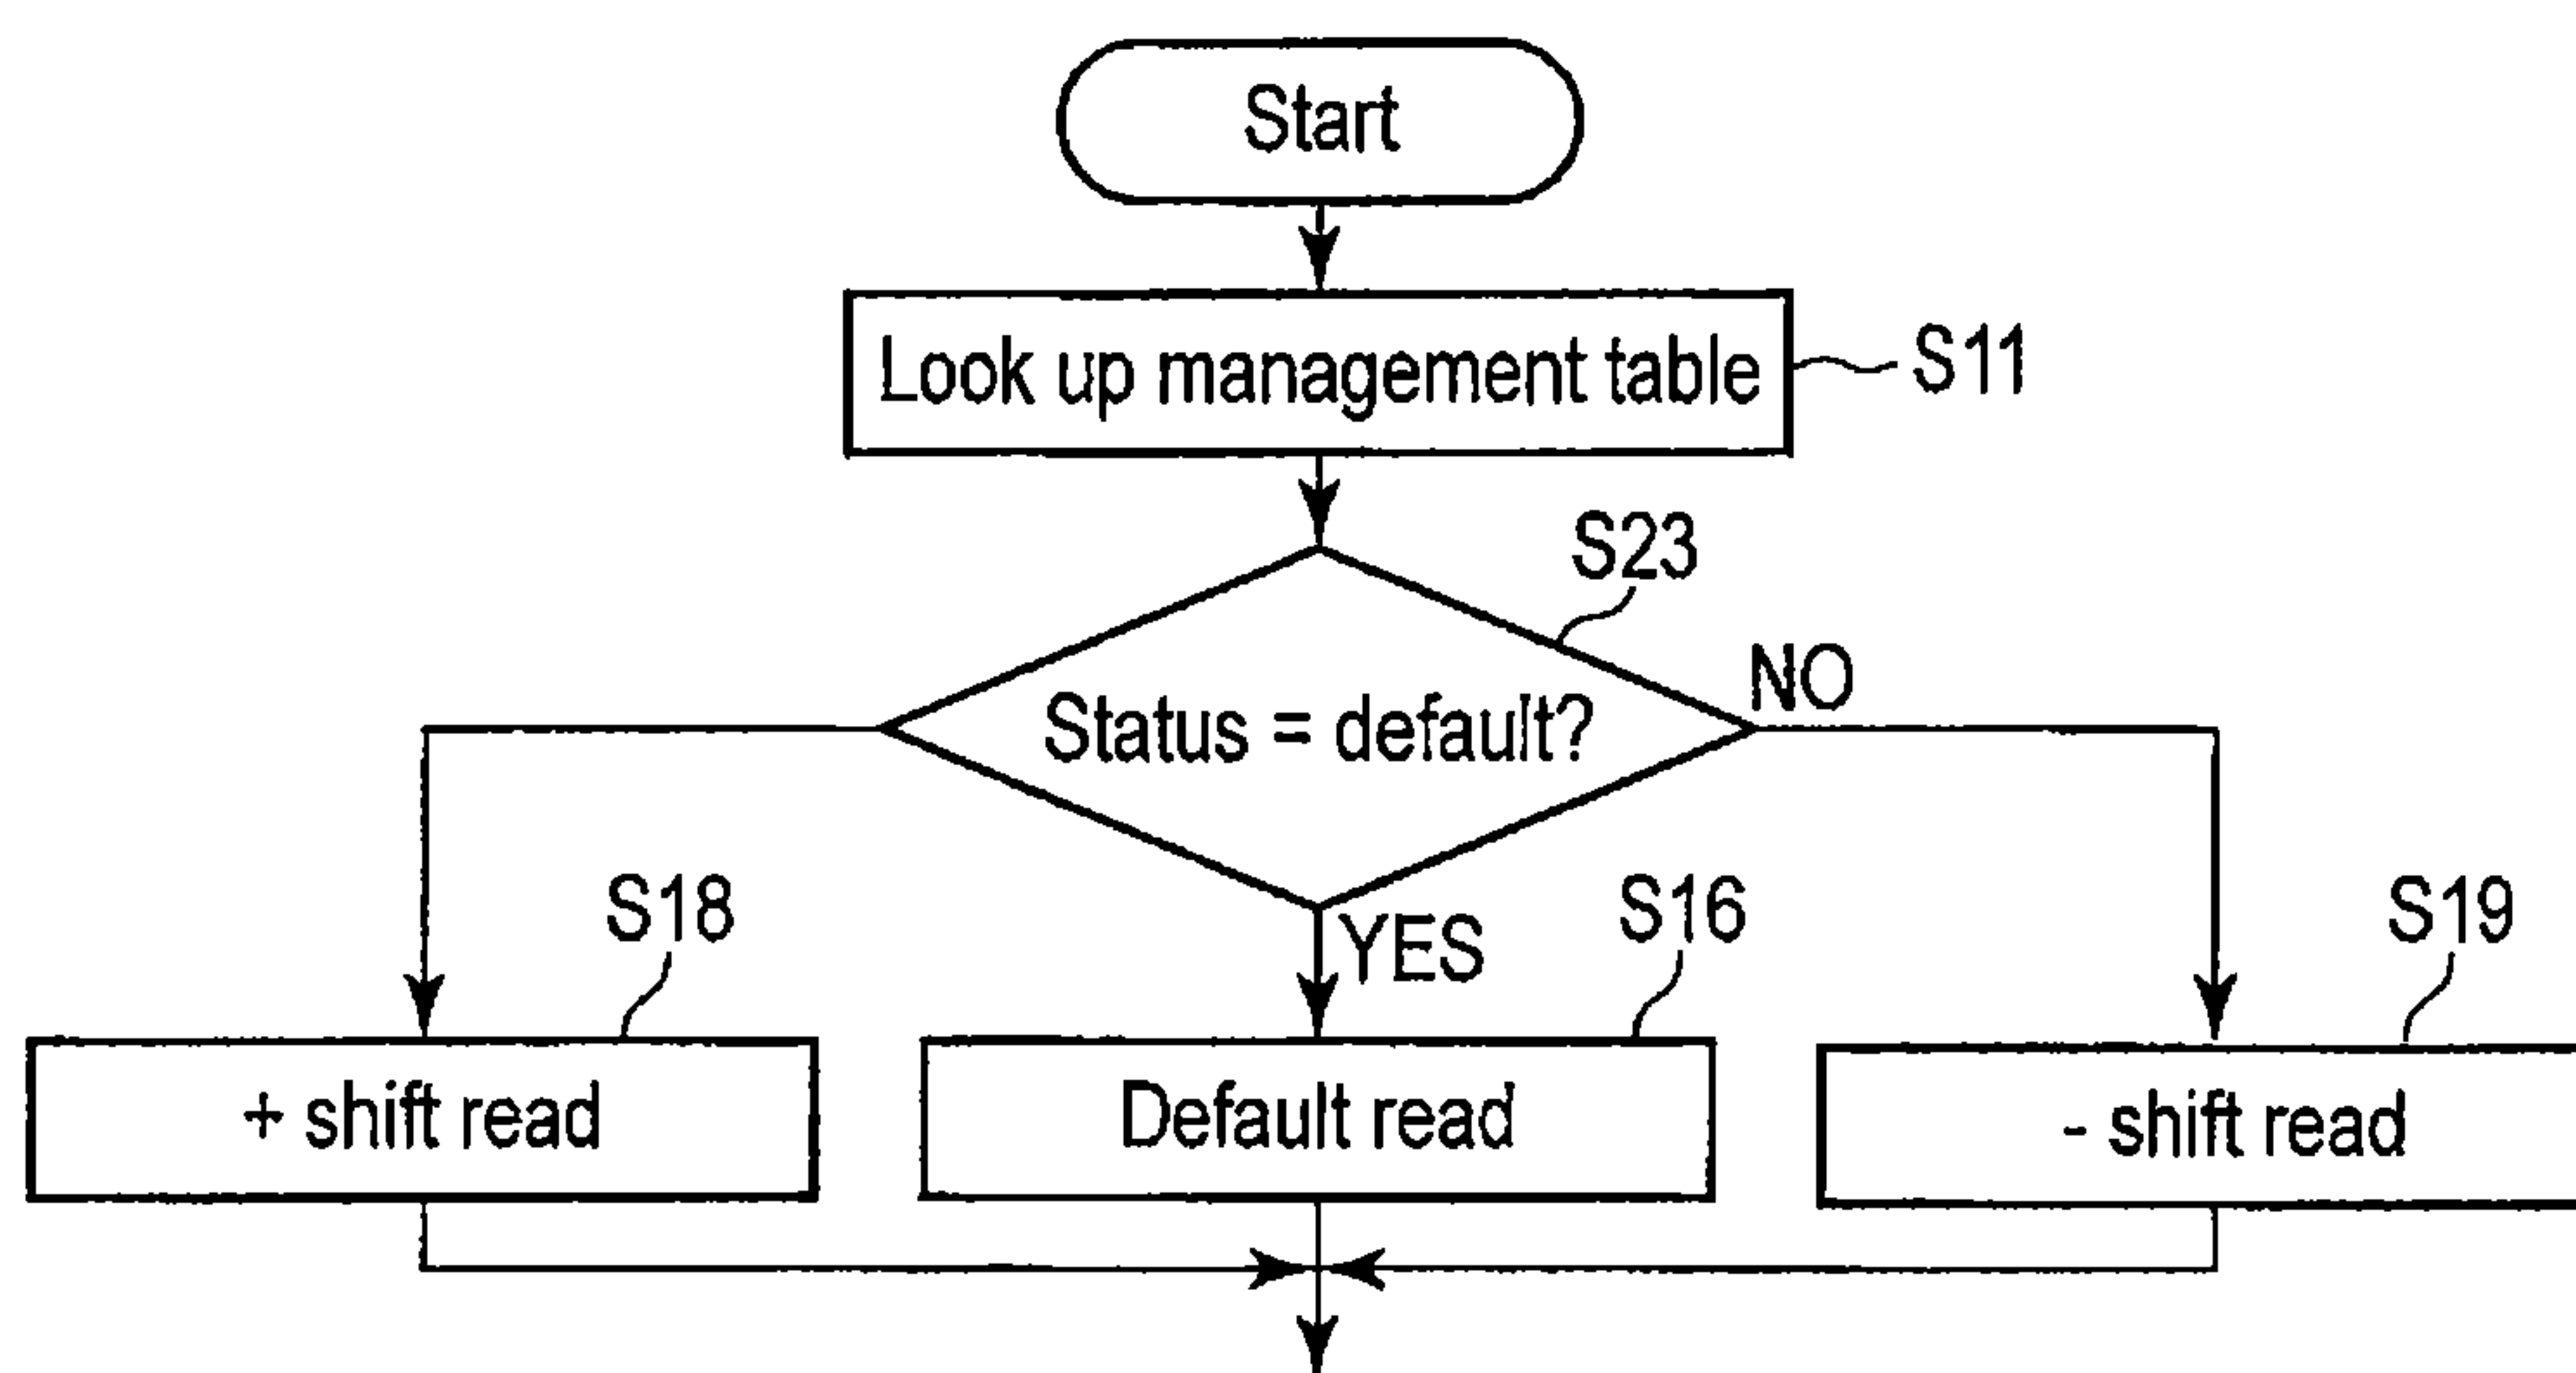 Start
Look up management table
S11
S23
Status = default?
NO
YES
S18
S16
S19
+ shift read
Default read
- shift read